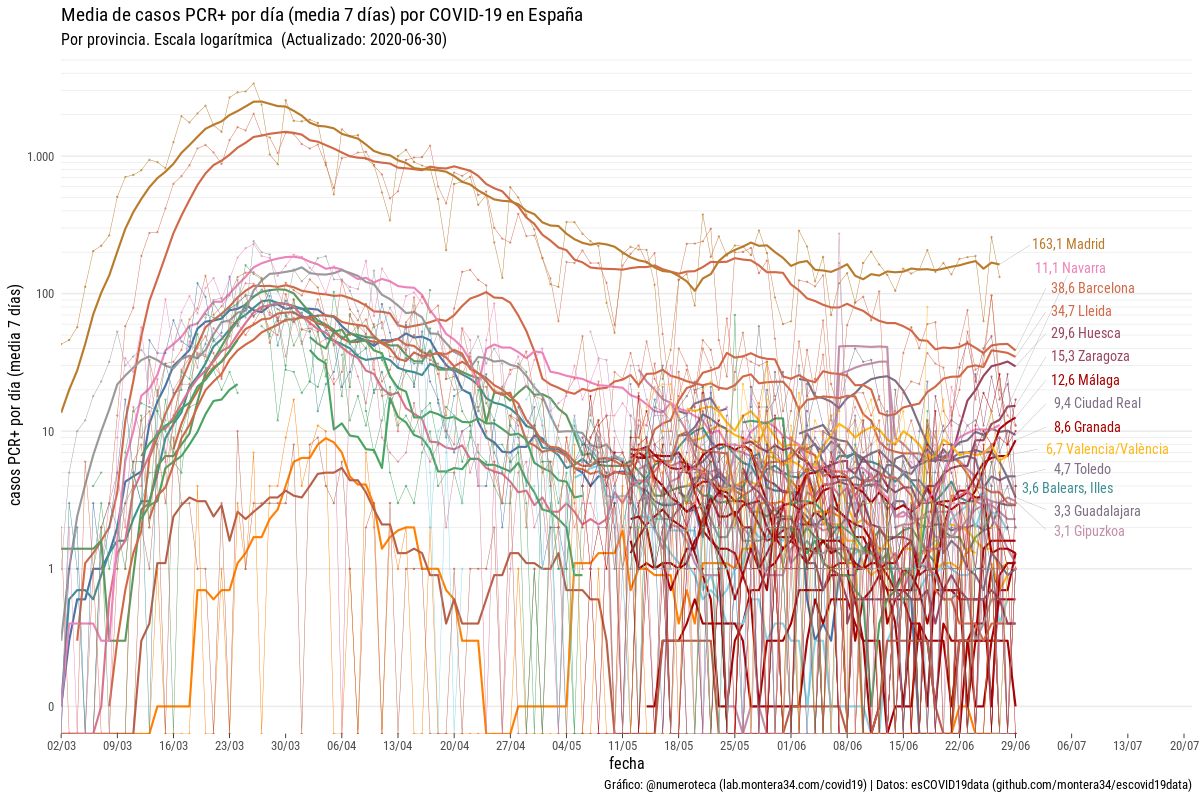 Media de casos PCR+ por día (media 7 días) por COVID-19 en España
Por provincia. Escala logarítmica (Actualizado: 2020-06-30)
casos PCR+ por día (media 7 días)
1.000
100
10
1
0
163,1 Madrid
11,1 Navarra
38,6 Barcelona
34,7 Lleida
29,6 Huesca
15,3 Zaragoza
12,6 Málaga
9,4 Ciudad Real
8,6 Granada
6,7 Valencia/València
4,7 Toledo
3,6 Balears, Illes
3,3 Guadalajara
3,1 Gipuzkoa
02/03 09/03 16/03 23/03 30/03 06/04 13/04 20/04 27/04 04/05 11/05 18/05 25/05 01/06 08/06 15/06 22/06 29/06 06/07 13/07 20/07
fecha
Gráfico: @numeroteca (lab.montera34.com/covid19) | Datos: esCOVID19data (github.com/montera34/escovid19data)